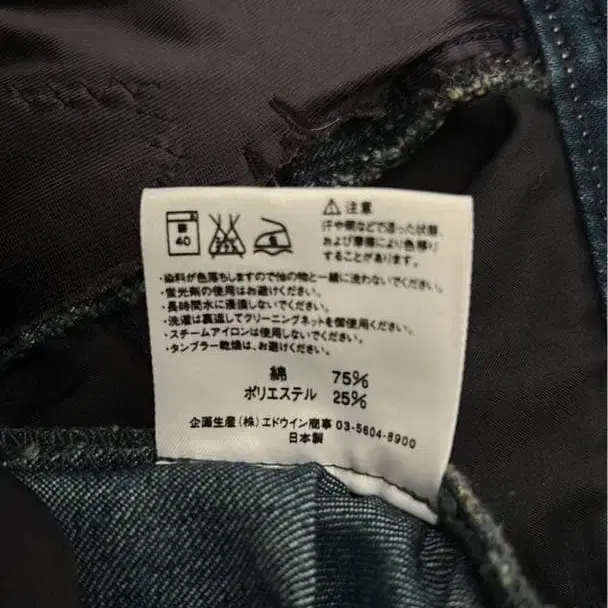 弱
40
エンソ
サラシ
中
⚠注意
汗や雨などで湿った状態、
および摩擦により色移り
することがあります。
・染料が色落ちしますので他の物と一緒に洗わないでください。
・蛍光剤の使用はお避けください。
・長時間水に浸漬しないでください。
・洗濯は裏返してクリーニングネットを御使用ください。
・スチームアイロンは使用しないでください。
・タンブラー乾燥は、お避けください。
綿 75%
ポリエステル 25%
企画生産(株)エドウイン商事 03-5604-8900
日本製